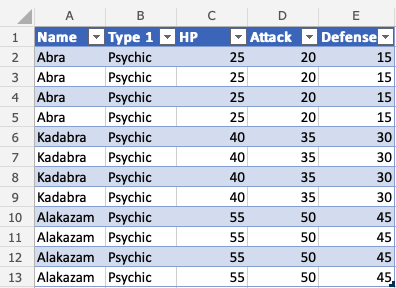 A B C D E
1 Name Type 1 HP Attack Defense
2 Abra Psychic 25 20 15
3 Abra Psychic 25 20 15
4 Abra Psychic 25 20 15
5 Abra Psychic 25 20 15
6 Kadabra Psychic 40 35 30
7 Kadabra Psychic 40 35 30
8 Kadabra Psychic 40 35 30
9 Kadabra Psychic 40 35 30
10 Alakazam Psychic 55 50 45
11 Alakazam Psychic 55 50 45
12 Alakazam Psychic 55 50 45
13 Alakazam Psychic 55 50 45